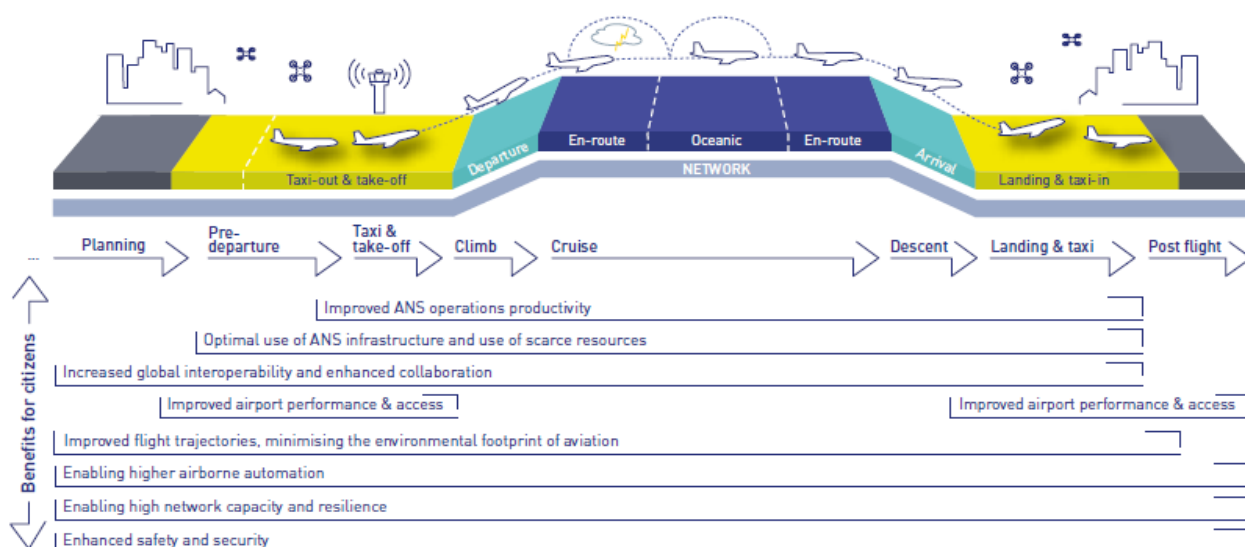 En-route
Oceanic
En-route
Departure
Arrival
NETWORK
Taxi-out & take-off
Landing & taxi-in
Planning
Pre-
departure
Taxi &
take-off
Climb
Cruise
Descent
Landing & taxi
Post flight
...
Benefits for citizens
Improved ANS operations productivity
Optimal use of ANS infrastructure and use of scarce resources
Increased global interoperability and enhanced collaboration
Improved airport performance & access
Improved airport performance & access
Improved flight trajectories, minimising the environmental footprint of aviation
Enabling higher airborne automation
Enabling high network capacity and resilience
Enhanced safety and security